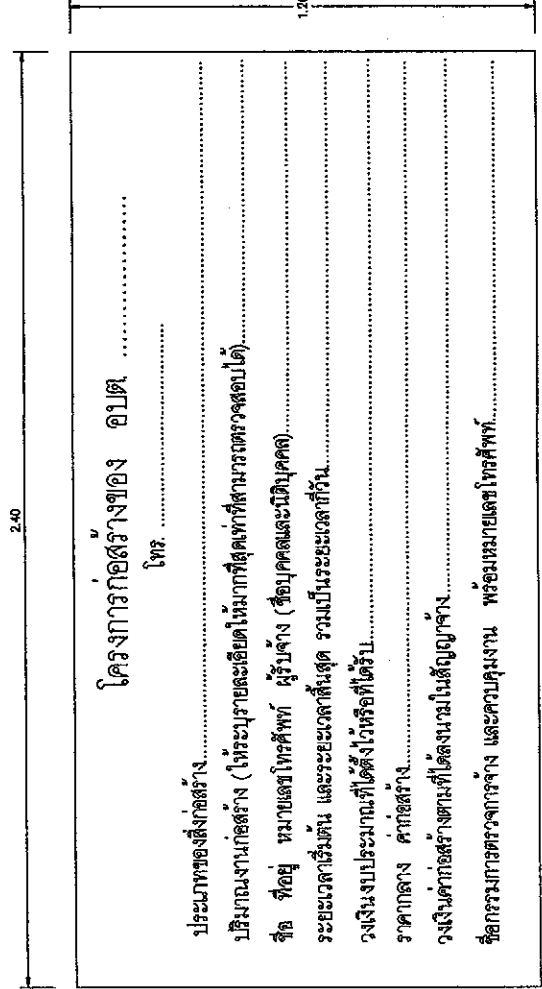 2.40
1.20
โครงการก่อสร้างของ อบต. ....................
โทร. ................................
ประเภทของสิ่งก่อสร้าง................................
ปริมาณงานก่อสร้าง (ให้ระบุรายละเอียดให้มากที่สุดเท่าที่สามารถตรวจสอบได้)................................
ชื่อ ที่อยู่ หมายเลขโทรศัพท์ ผู้รับจ้าง (ชื่อบุคคลและนิติบุคคล)................................
ระยะเวลาเริ่มต้น และระยะเวลาสิ้นสุด รวมเป็นระยะเวลากี่วัน................................
วงเงินงบประมาณที่ได้ตั้งไว้หรือที่ได้รับ................................
ราคากลาง ค่าก่อสร้าง................................
วงเงินค่าก่อสร้างตามที่ได้ลงนามในสัญญาจ้าง................................
ชื่อกรรมการตรวจการจ้าง และควบคุมงาน พร้อมหมายเลขโทรศัพท์................................